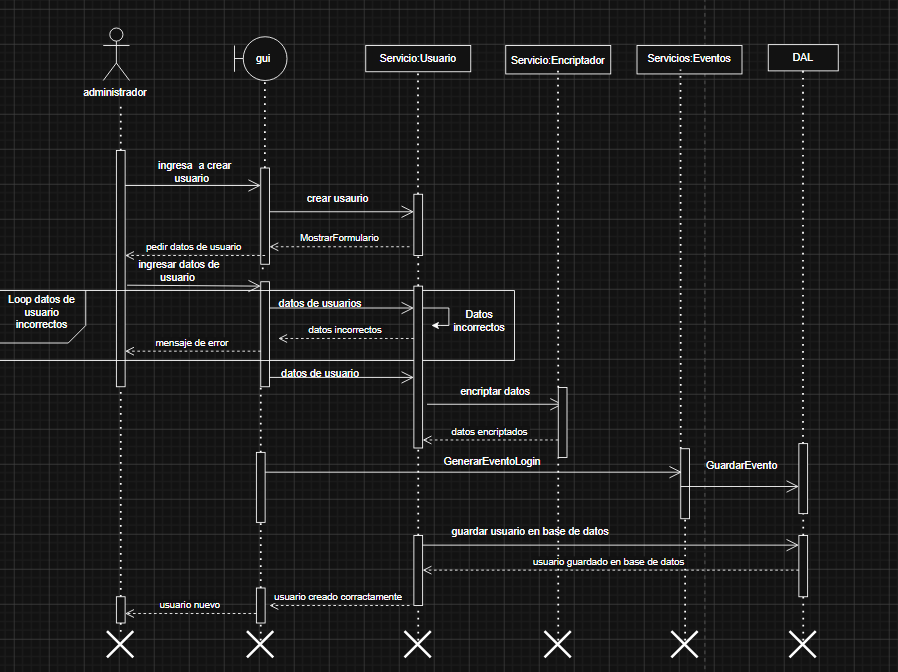 gui
Servicio:Usuario
Servicio:Encriptador
Servicios:Eventos
DAL
administrador
ingresa a crear
usuario
crear usaurio
MostrarFormulario
pedir datos de usuario
ingresar datos de
usuario
Loop datos de
usuario
incorrectos
datos de usuarios
Datos
incorrectos
datos incorrectos
mensaje de error
datos de usuario
encriptar datos
datos encriptados
GenerarEventoLogin
GuardarEvento
guardar usuario en base de datos
usuario guardado en base de datos
usuario creado corractamente
usuario nuevo